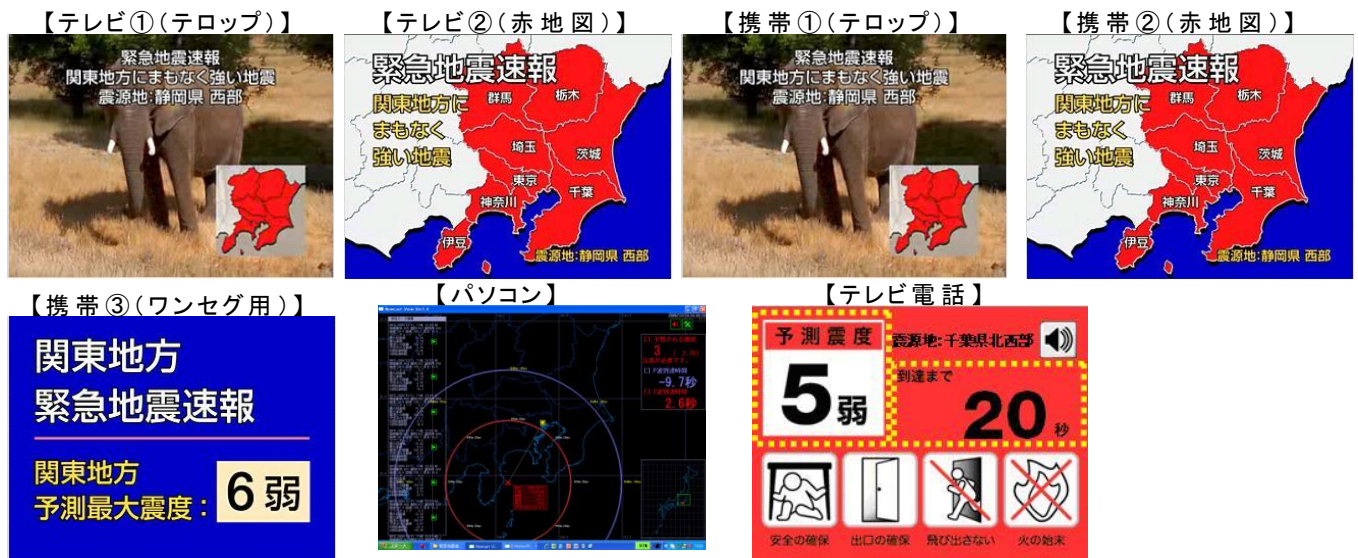 【テレビ①(テロップ)】
緊急地震速報
関東地方にまもなく強い地震
震源地:静岡県 西部
【テレビ②(赤地図)】
緊急地震速報
関東地方に
まもなく
強い地震
群馬
栃木
埼玉
茨城
東京
千葉
神奈川
伊豆
震源地:静岡県 西部
【携帯①(テロップ)】
緊急地震速報
関東地方にまもなく強い地震
震源地:静岡県 西部
【携帯②(赤地図)】
緊急地震速報
関東地方に
まもなく
強い地震
群馬
栃木
埼玉
茨城
東京
千葉
神奈川
伊豆
震源地:静岡県 西部
【携帯③(ワンセグ用)】
関東地方
緊急地震速報
関東地方
予測最大震度:6弱
【パソコン】
3
-9.7秒
2.6秒
【テレビ電話】
予測震度
5弱
震源地:千葉県北西部
到達まで
20秒
安全の確保
出口の確保
飛び出さない
火の始末